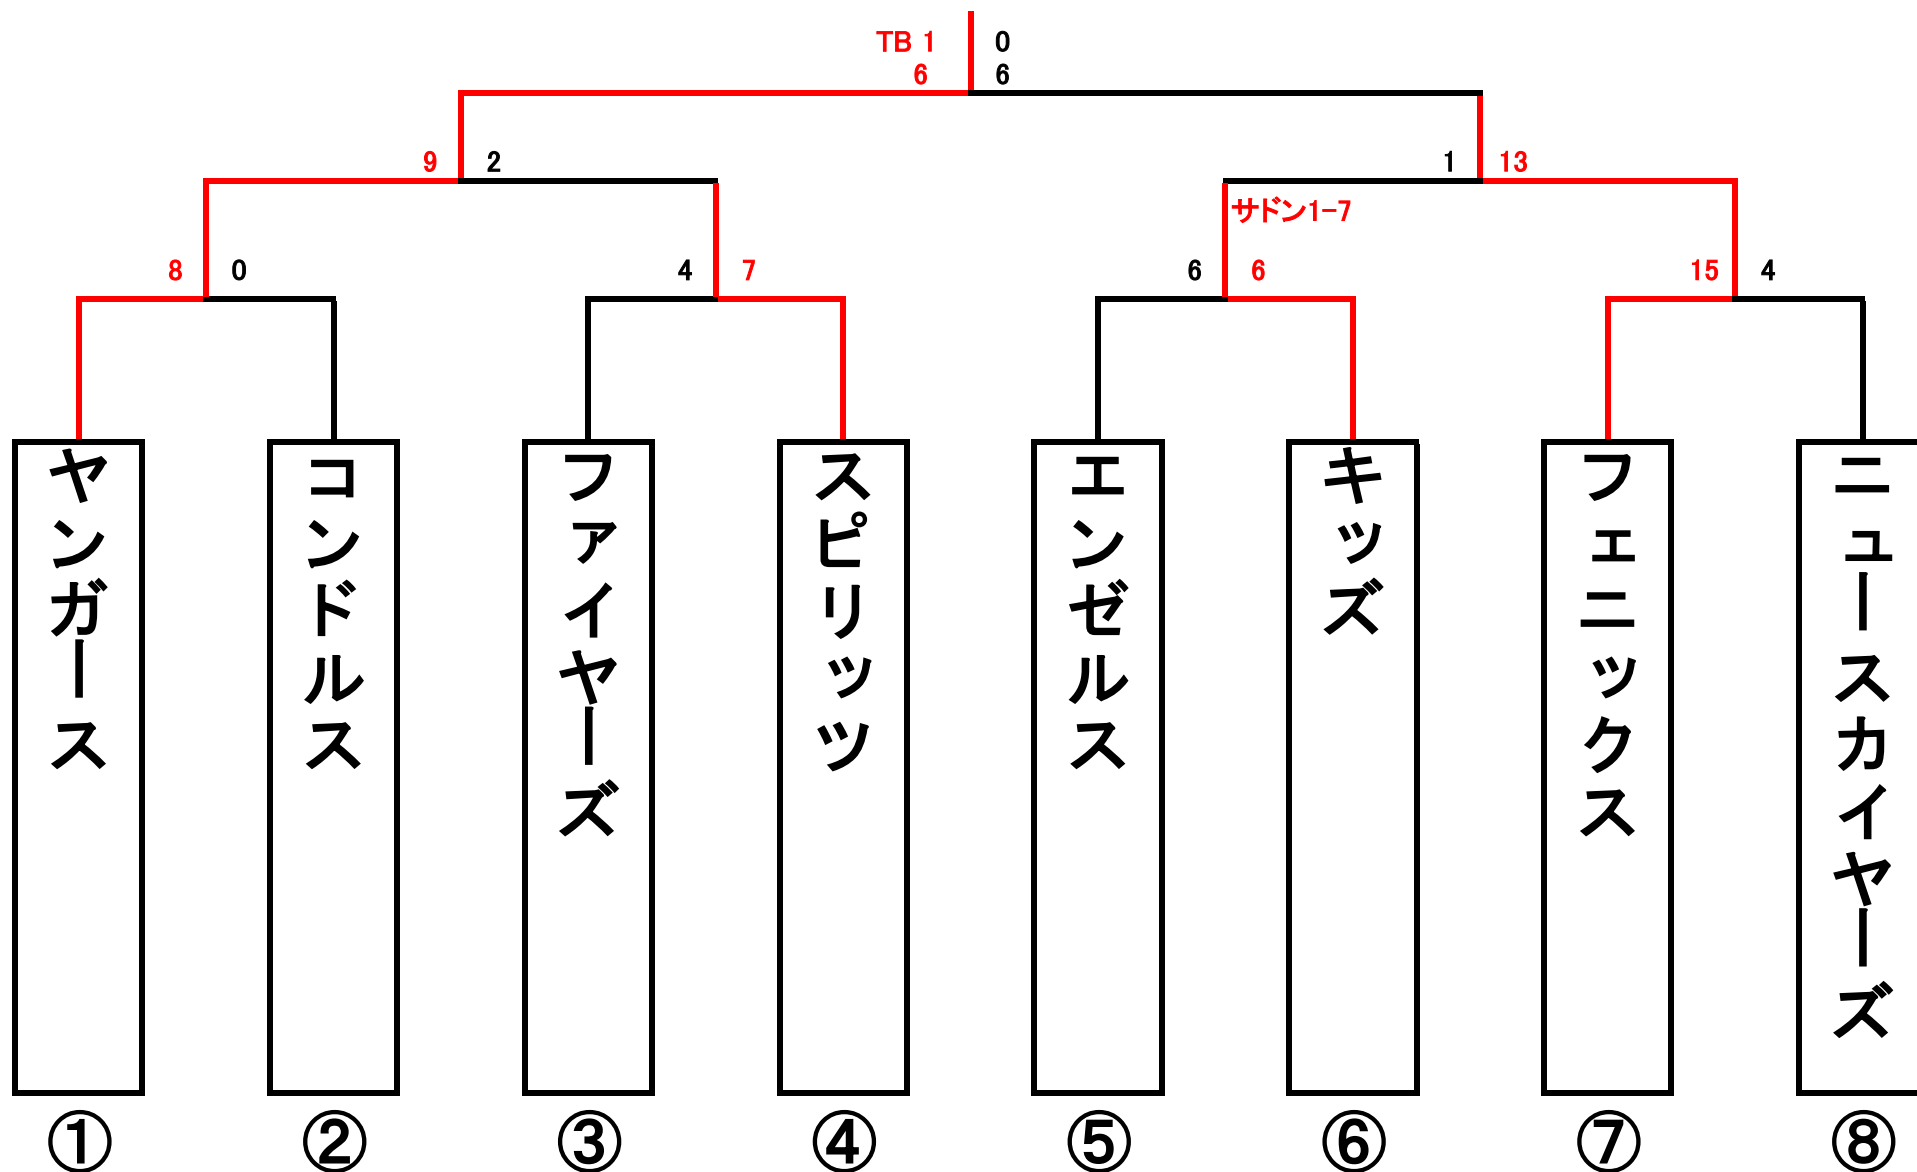 TB 1 0
6 6
9 2
1 13
サドン1-7
8 0
4 7
6 6
15 4
ヤンガース
コンドルス
ファイヤーズ
スピリッツ
エンゼルス
キッズ
フェニックス
ニュースカイヤーズ
① ② ③ ④ ⑤ ⑥ ⑦ ⑧